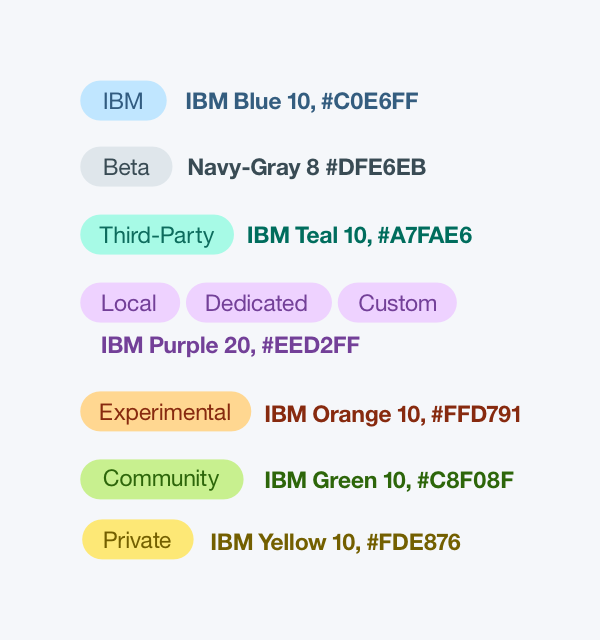 IBM IBM Blue 10, #C0E6FF
Beta Navy-Gray 8 #DFE6EB
Third-Party IBM Teal 10, #A7FAE6
Local Dedicated Custom
IBM Purple 20, #EED2FF
Experimental IBM Orange 10, #FFD791
Community IBM Green 10, #C8F08F
Private IBM Yellow 10, #FDE876